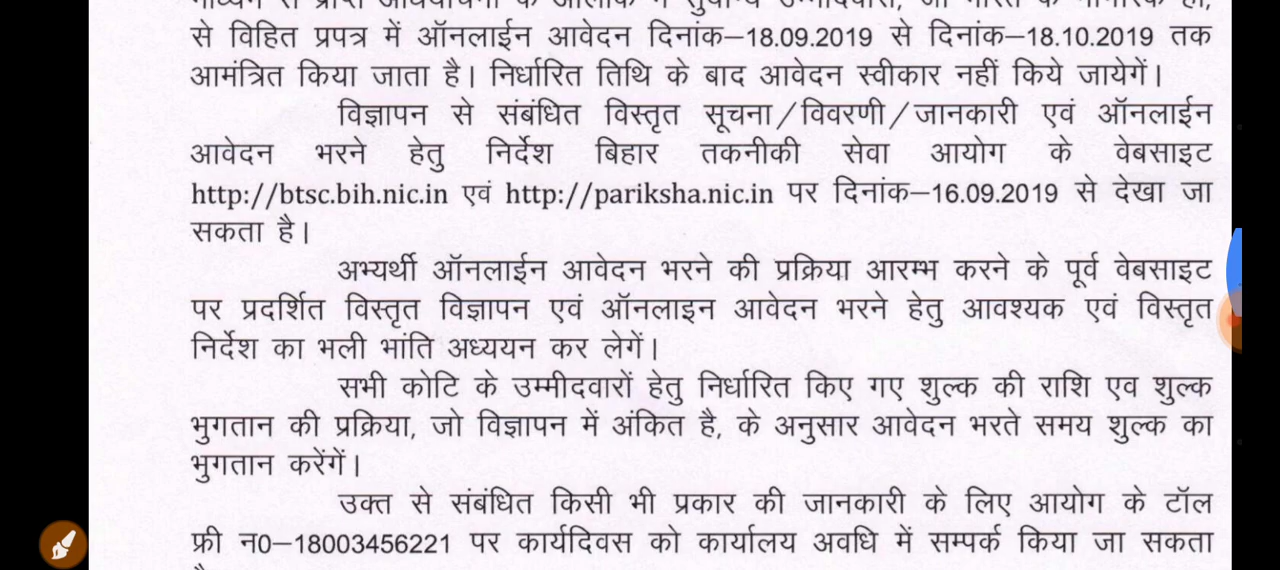 से विहित प्रपत्र में ऑनलाईन आवेदन दिनांक–18.09.2019 से दिनांक–18.10.2019 तक
आमंत्रित किया जाता है। निर्धारित तिथि के बाद आवेदन स्वीकार नहीं किये जायेगें।
विज्ञापन से संबंधित विस्तृत सूचना/विवरणी/जानकारी एवं ऑनलाईन
आवेदन भरने हेतु निर्देश बिहार तकनीकी सेवा आयोग के वेबसाइट
http://btsc.bih.nic.in एवं http://pariksha.nic.in पर दिनांक–16.09.2019 से देखा जा
सकता है।
अभ्यर्थी ऑनलाईन आवेदन भरने की प्रक्रिया आरम्भ करने के पूर्व वेबसाइट
पर प्रदर्शित विस्तृत विज्ञापन एवं ऑनलाइन आवेदन भरने हेतु आवश्यक एवं विस्तृत
निर्देश का भली भांति अध्ययन कर लेगें।
सभी कोटि के उम्मीदवारों हेतु निर्धारित किए गए शुल्क की राशि एव शुल्क
भुगतान की प्रक्रिया, जो विज्ञापन में अंकित है, के अनुसार आवेदन भरते समय शुल्क का
भुगतान करेंगें।
उक्त से संबंधित किसी भी प्रकार की जानकारी के लिए आयोग के टॉल
फ्री न0–18003456221 पर कार्यदिवस को कार्यालय अवधि में सम्पर्क किया जा सकता